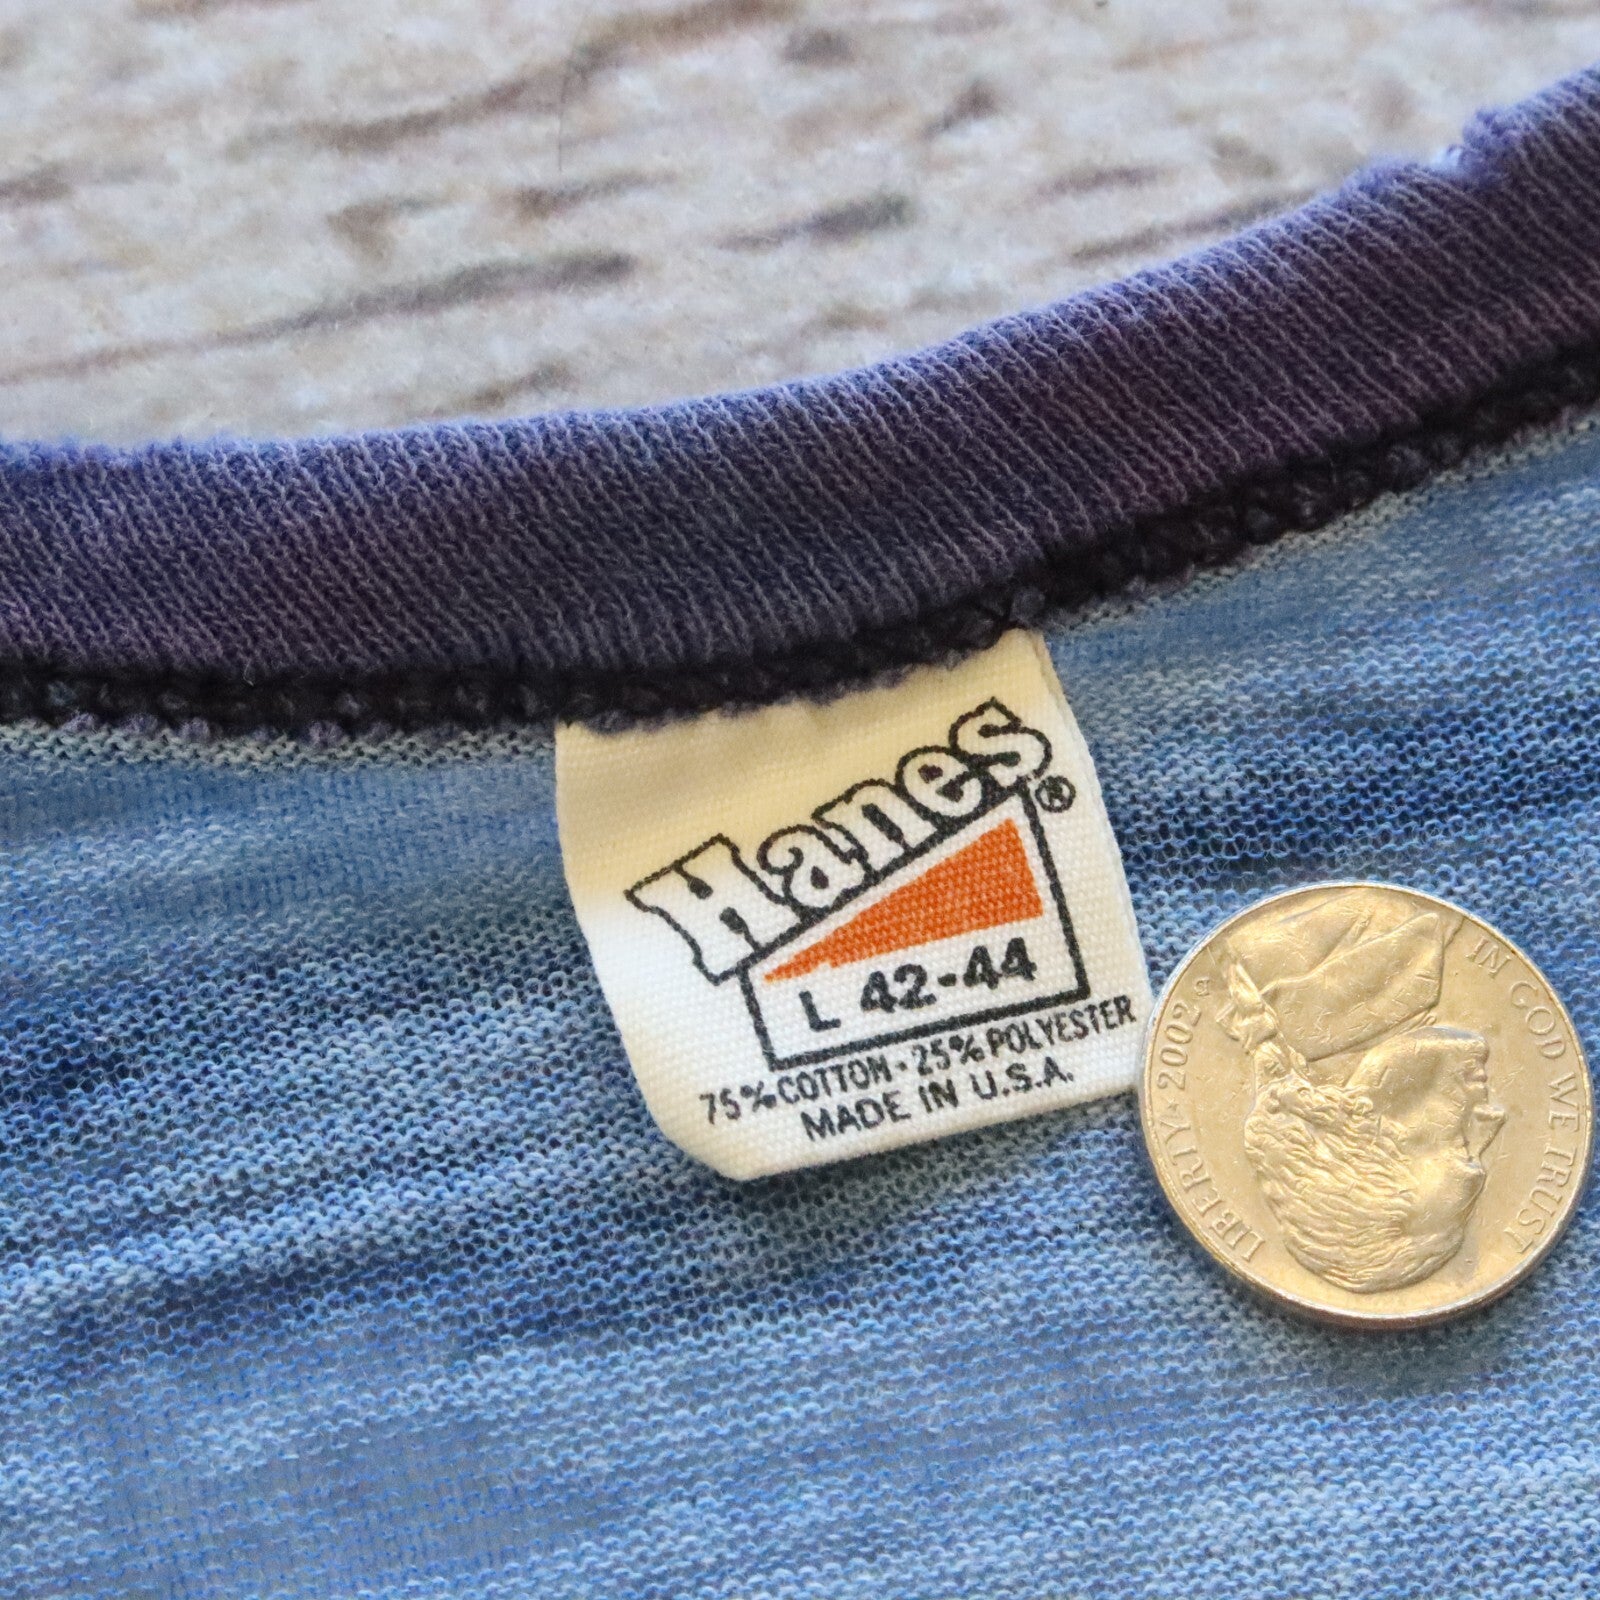 Hanes®
L 42-44
75% COTTON · 25% POLYESTER
MADE IN U.S.A.
IN GOD WE TRUST
LIBERTY ★ 2002 P